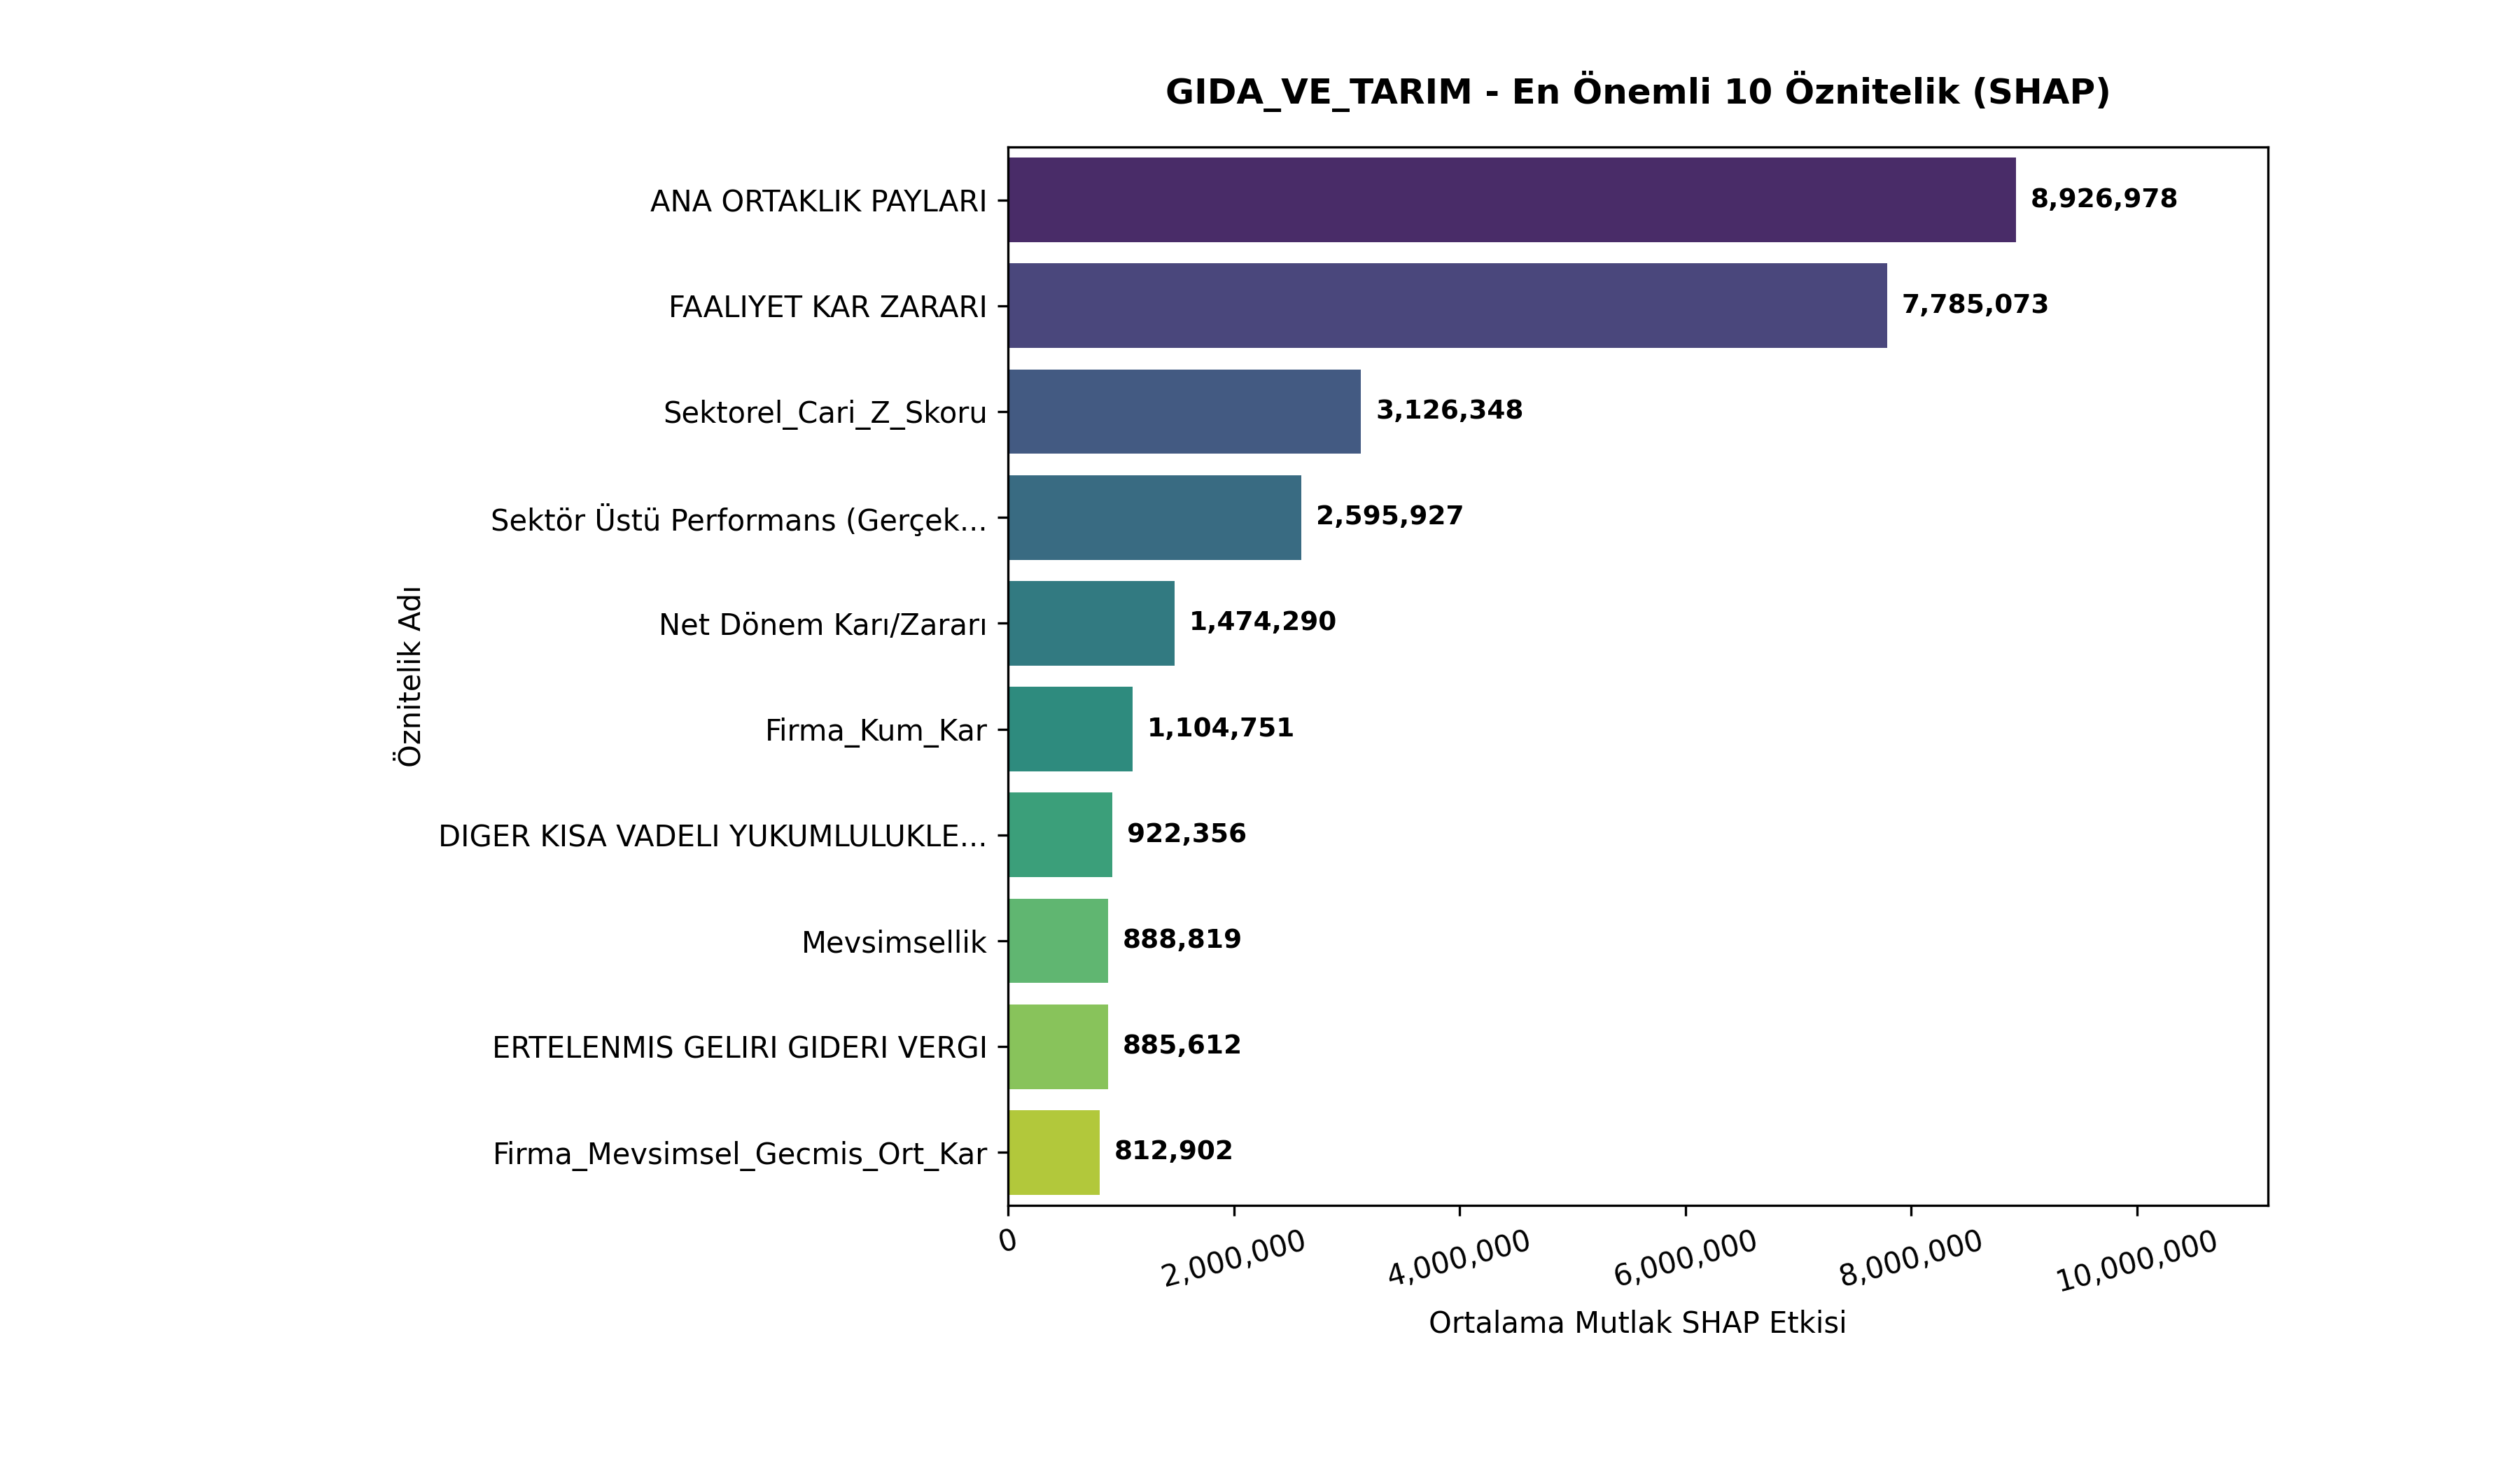 GIDA_VE_TARIM - En Önemli 10 Öznitelik (SHAP)
Öznitelik Adı
ANA ORTAKLIK PAYLARI 8,926,978
FAALIYET KAR ZARARI 7,785,073
Sektorel_Cari_Z_Skoru 3,126,348
Sektör Üstü Performans (Gerçek... 2,595,927
Net Dönem Karı/Zararı 1,474,290
Firma_Kum_Kar 1,104,751
DIGER KISA VADELI YUKUMLULUKLE... 922,356
Mevsimsellik 888,819
ERTELENMIS GELIRI GIDERI VERGI 885,612
Firma_Mevsimsel_Gecmis_Ort_Kar 812,902
0 2,000,000 4,000,000 6,000,000 8,000,000 10,000,000
Ortalama Mutlak SHAP Etkisi